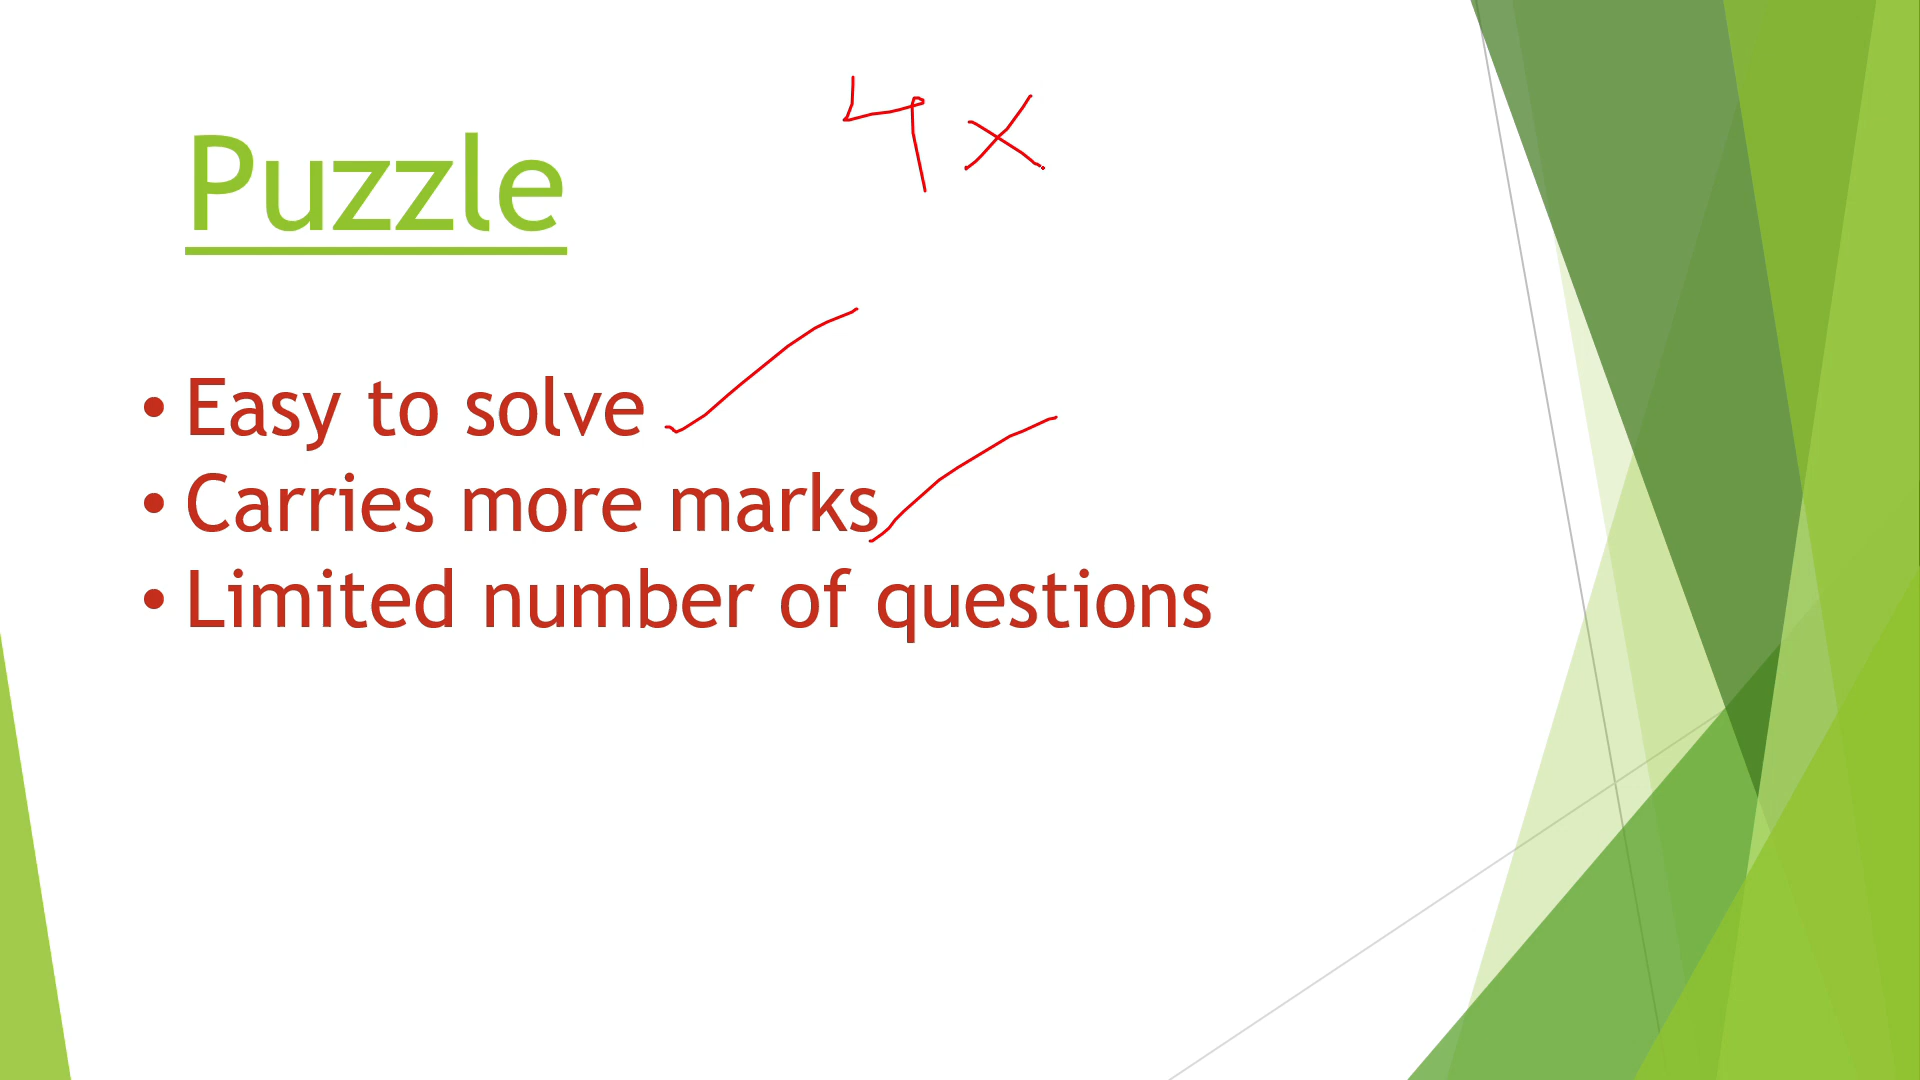 4x
Puzzle
• Easy to solve
• Carries more marks
• Limited number of questions